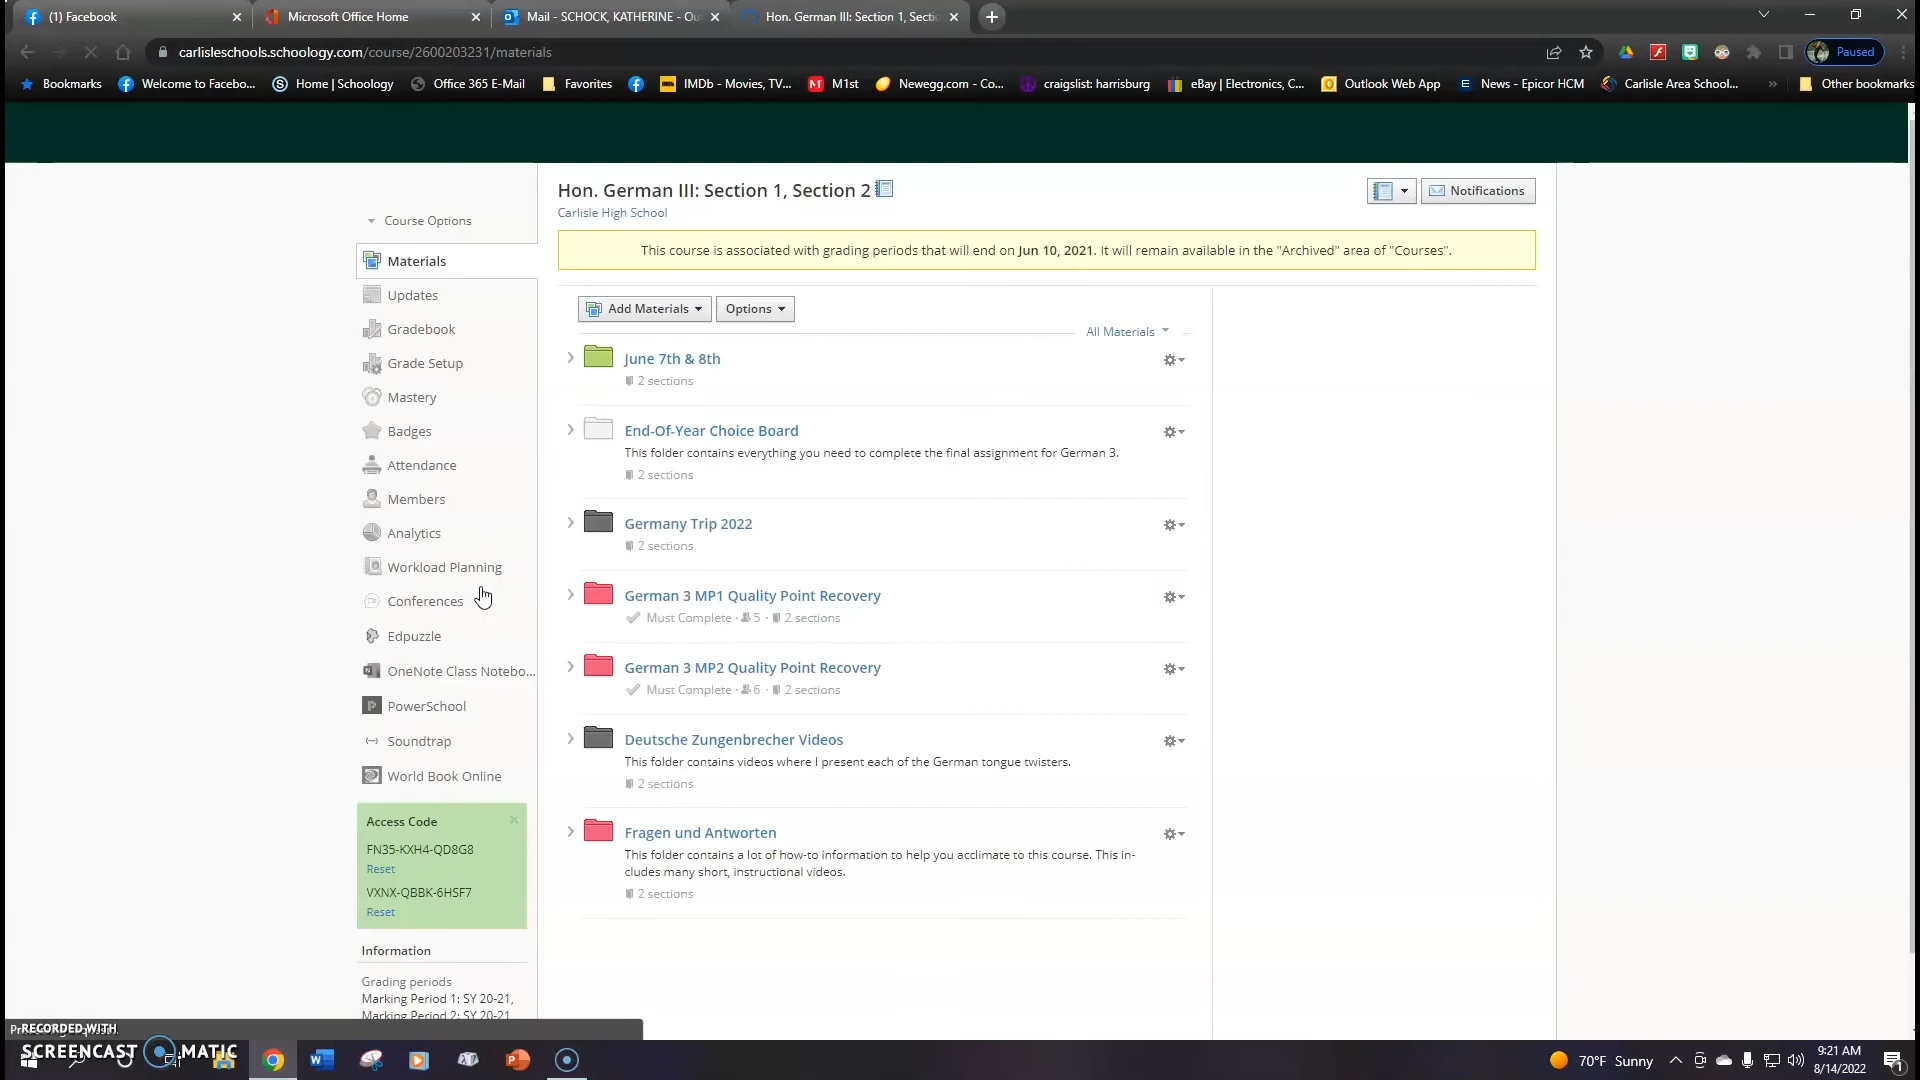 (1) Facebook
Microsoft Office Home
Mail - SCHOCK, KATHERINE - Ou
Hon. German III: Section 1, Secti
carlisleschools.schoology.com/course/2600203231/materials
Paused
Bookmarks
Welcome to Facebo...
Home | Schoology
Office 365 E-Mail
Favorites
IMDb - Movies, TV...
M1st
Newegg.com - Co...
craigslist: harrisburg
eBay | Electronics, C...
Outlook Web App
News - Epicor HCM
Carlisle Area School...
»
Other bookmarks
Hon. German III: Section 1, Section 2
Carlisle High School
Notifications
This course is associated with grading periods that will end on Jun 10, 2021. It will remain available in the "Archived" area of "Courses".
Course Options
Materials
Updates
Gradebook
Grade Setup
Mastery
Badges
Attendance
Members
Analytics
Workload Planning
Conferences
Edpuzzle
OneNote Class Notebo...
PowerSchool
Soundtrap
World Book Online
Access Code
FN35-KXH4-QD8G8
Reset
VXNX-QBBK-6HSF7
Reset
Information
Grading periods
Marking Period 1: SY 20-21,
Marking Period 2: SY 20-21
Add Materials
Options
All Materials
June 7th & 8th
2 sections
End-Of-Year Choice Board
This folder contains everything you need to complete the final assignment for German 3.
2 sections
Germany Trip 2022
2 sections
German 3 MP1 Quality Point Recovery
Must Complete · 5 · 2 sections
German 3 MP2 Quality Point Recovery
Must Complete · 6 · 2 sections
Deutsche Zungenbrecher Videos
This folder contains videos where I present each of the German tongue twisters.
2 sections
Fragen und Antworten
This folder contains a lot of how-to information to help you acclimate to this course. This in-
cludes many short, instructional videos.
2 sections
RECORDED WITH
SCREENCAST MATIC
70°F Sunny
9:21 AM
8/14/2022